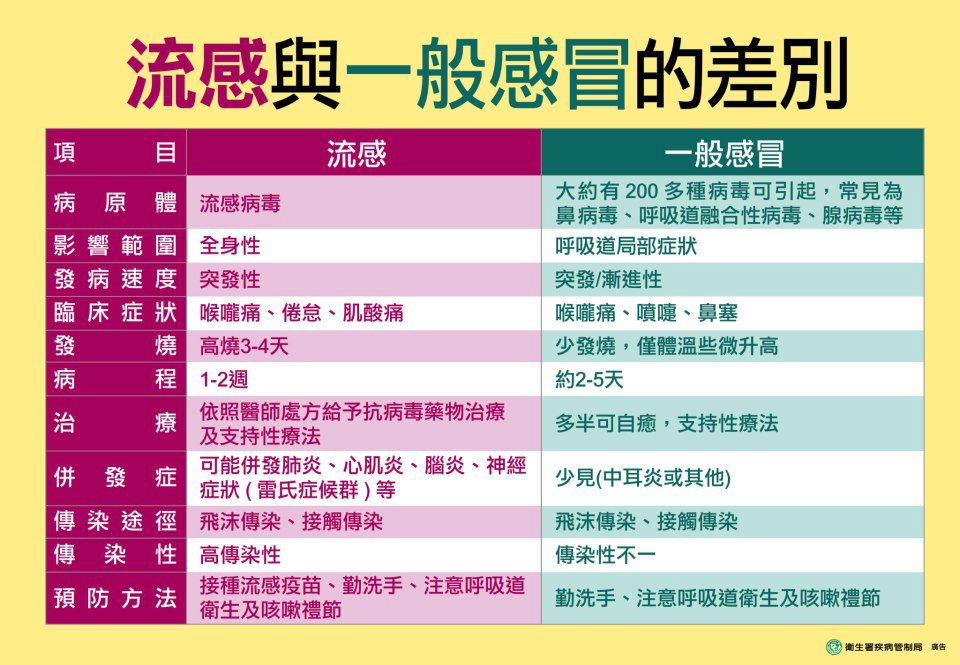 流感與一般感冒的差別
項目 流感 一般感冒
病原體 流感病毒 大約有 200 多種病毒可引起，常見為
鼻病毒、呼吸道融合性病毒、腺病毒等
影響範圍 全身性 呼吸道局部症狀
發病速度 突發性 突發/漸進性
臨床症狀 喉嚨痛、倦怠、肌酸痛 喉嚨痛、噴嚏、鼻塞
發燒 高燒3-4天 少發燒，僅體溫些微升高
病程 1-2週 約2-5天
治療 依照醫師處方給予抗病毒藥物治療
及支持性療法 多半可自癒，支持性療法
併發症 可能併發肺炎、心肌炎、腦炎、神經
症狀 ( 雷氏症候群 ) 等 少見(中耳炎或其他)
傳染途徑 飛沫傳染、接觸傳染 飛沫傳染、接觸傳染
傳染性 高傳染性 傳染性不一
預防方法 接種流感疫苗、勤洗手、注意呼吸道
衛生及咳嗽禮節 勤洗手、注意呼吸道衛生及咳嗽禮節
衛生署疾病管制局 廣告